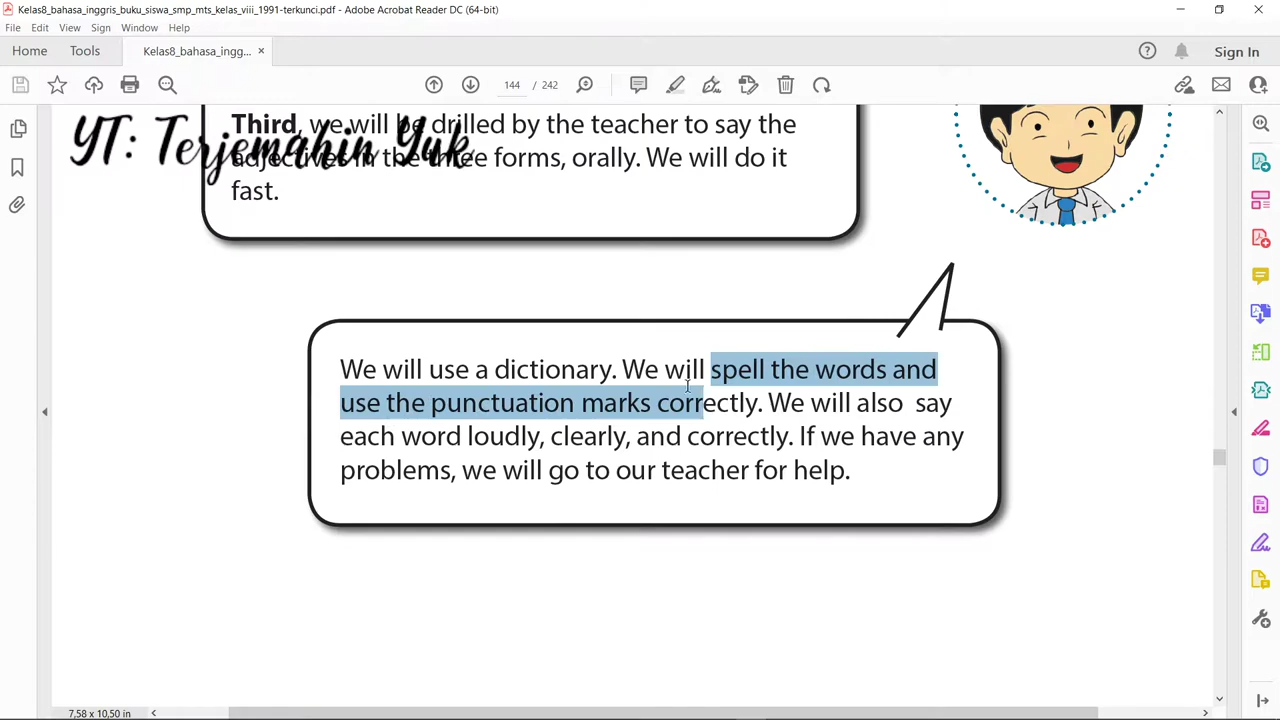 Kelas8_bahasa_inggris_buku_siswa_smp_mts_kelas_viii_1991-terkunci.pdf - Adobe Acrobat Reader DC (64-bit)
File Edit View Sign Window Help
Home Tools Kelas8_bahasa_ingg... × Sign In
144 / 242
YT: Terjemahin Yuk
Third, we will be drilled by the teacher to say the
adjectives in the three forms, orally. We will do it
fast.
We will use a dictionary. We will spell the words and
use the punctuation marks correctly. We will also say
each word loudly, clearly, and correctly. If we have any
problems, we will go to our teacher for help.
7,58 x 10,50 in